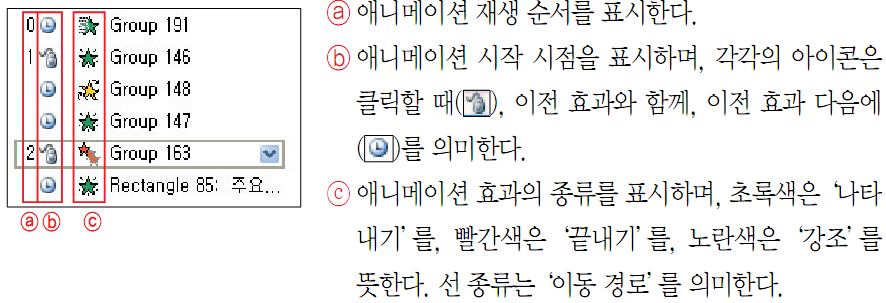 0 Group 191
1 Group 146
Group 148
Group 147
2 Group 163
Rectangle 85: 주요...
ⓐ ⓑ ⓒ
ⓐ 애니메이션 재생 순서를 표시한다.
ⓑ 애니메이션 시작 시점을 표시하며, 각각의 아이콘은
클릭할 때( ), 이전 효과와 함께, 이전 효과 다음에
( )를 의미한다.
ⓒ 애니메이션 효과의 종류를 표시하며, 초록색은 ‘나타
내기’를, 빨간색은 ‘끝내기’를, 노란색은 ‘강조’를
뜻한다. 선 종류는 ‘이동 경로’를 의미한다.